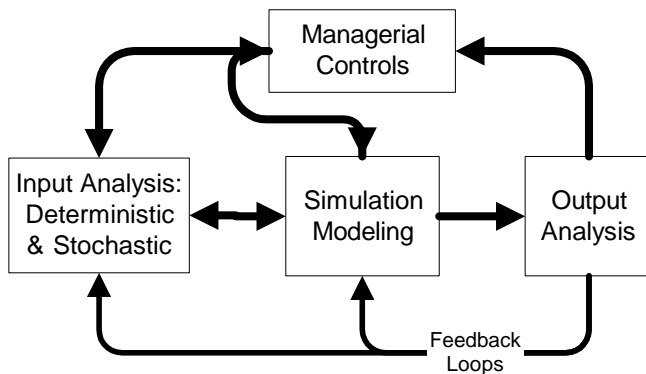 Managerial
Controls
Input Analysis:
Deterministic
& Stochastic
Simulation
Modeling
Output
Analysis
Feedback
Loops